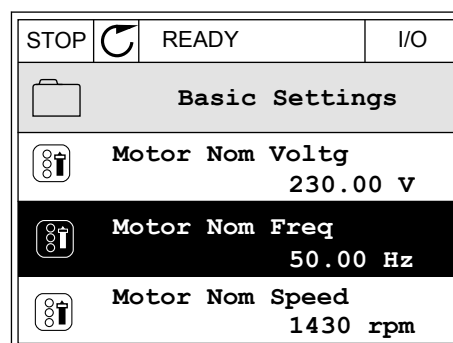 STOP READY I/O
Basic Settings
Motor Nom Voltg
230.00 V
Motor Nom Freq
50.00 Hz
Motor Nom Speed
1430 rpm